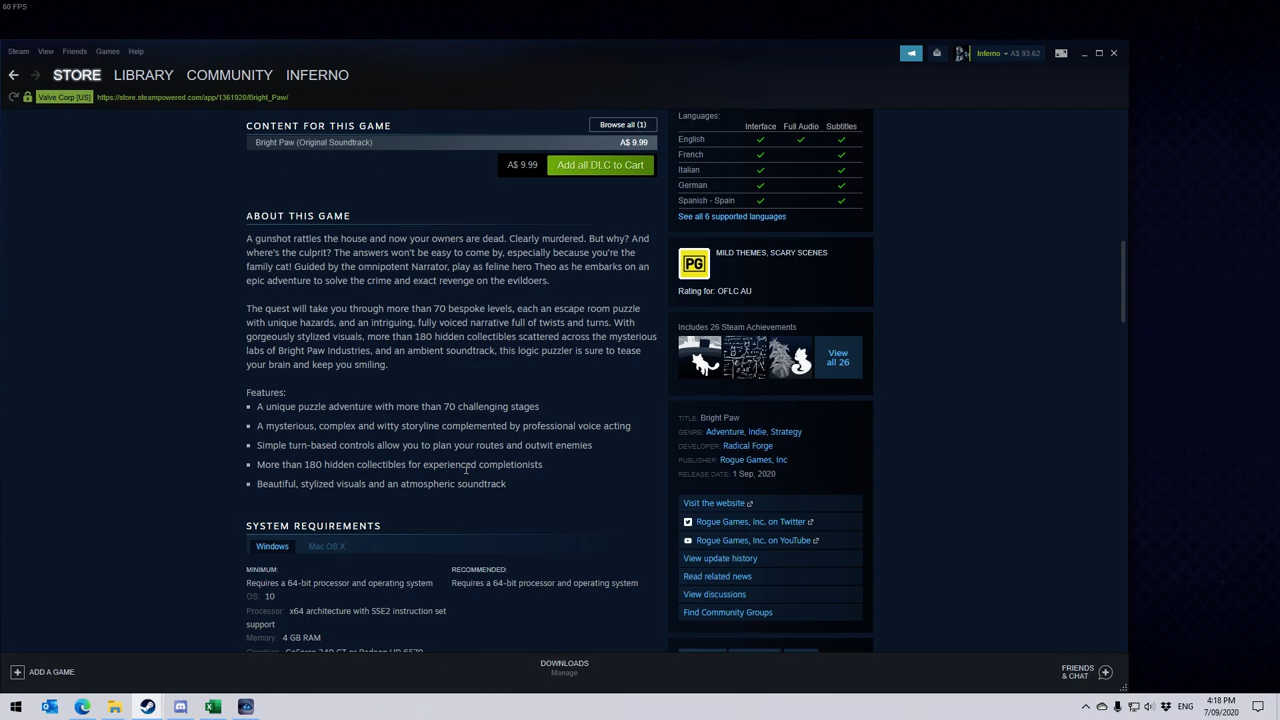 60 FPS
Steam View Friends Games Help
Inferno A$ 93.62
STORE LIBRARY COMMUNITY INFERNO
Valve Corp [US] https://store.steampowered.com/app/1361920/Bright_Paw/
CONTENT FOR THIS GAME
Browse all (1)
Bright Paw (Original Soundtrack) A$ 9.99
A$ 9.99 Add all DLC to Cart
ABOUT THIS GAME
A gunshot rattles the house and now your owners are dead. Clearly murdered. But why? And
where's the culprit? The answers won't be easy to come by, especially because you're the
family cat! Guided by the omnipotent Narrator, play as feline hero Theo as he embarks on an
epic adventure to solve the crime and exact revenge on the evildoers.
The quest will take you through more than 70 bespoke levels, each an escape room puzzle
with unique hazards, and an intriguing, fully voiced narrative full of twists and turns. With
gorgeously stylized visuals, more than 180 hidden collectibles scattered across the mysterious
labs of Bright Paw Industries, and an ambient soundtrack, this logic puzzler is sure to tease
your brain and keep you smiling.
Features:
A unique puzzle adventure with more than 70 challenging stages
A mysterious, complex and witty storyline complemented by professional voice acting
Simple turn-based controls allow you to plan your routes and outwit enemies
More than 180 hidden collectibles for experienced completionists
Beautiful, stylized visuals and an atmospheric soundtrack
SYSTEM REQUIREMENTS
Windows Mac OS X
MINIMUM:
Requires a 64-bit processor and operating system
OS: 10
Processor: x64 architecture with SSE2 instruction set
support
Memory: 4 GB RAM
Graphics: GeForce 240 GT or Radeon HD 6570
RECOMMENDED:
Requires a 64-bit processor and operating system
Languages:
Interface Full Audio Subtitles
English
French
Italian
German
Spanish - Spain
See all 6 supported languages
PG
MILD THEMES, SCARY SCENES
Rating for: OFLC AU
Includes 26 Steam Achievements
View
all 26
TITLE: Bright Paw
GENRE: Adventure, Indie, Strategy
DEVELOPER: Radical Forge
PUBLISHER: Rogue Games, Inc
RELEASE DATE: 1 Sep, 2020
Visit the website
Rogue Games, Inc. on Twitter
Rogue Games, Inc. on YouTube
View update history
Read related news
View discussions
Find Community Groups
ADD A GAME
DOWNLOADS
Manage
FRIENDS
& CHAT
ENG
4:18 PM
7/09/2020